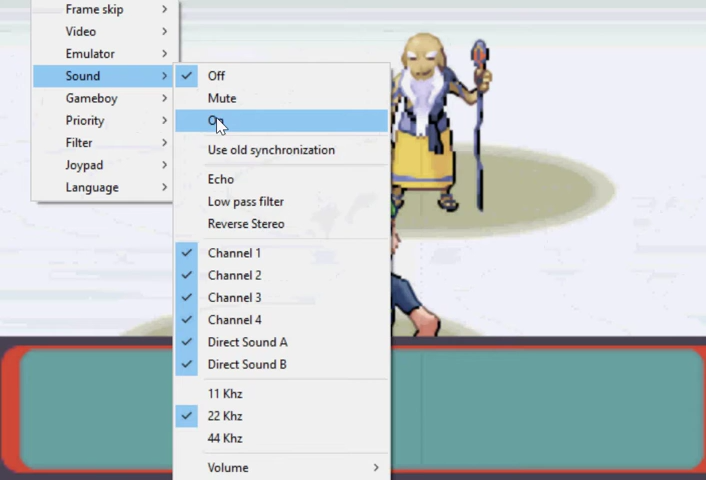 Frame skip
Video
Emulator
Sound
Gameboy
Priority
Filter
Joypad
Language
Off
Mute
On
Use old synchronization
Echo
Low pass filter
Reverse Stereo
Channel 1
Channel 2
Channel 3
Channel 4
Direct Sound A
Direct Sound B
11 Khz
22 Khz
44 Khz
Volume